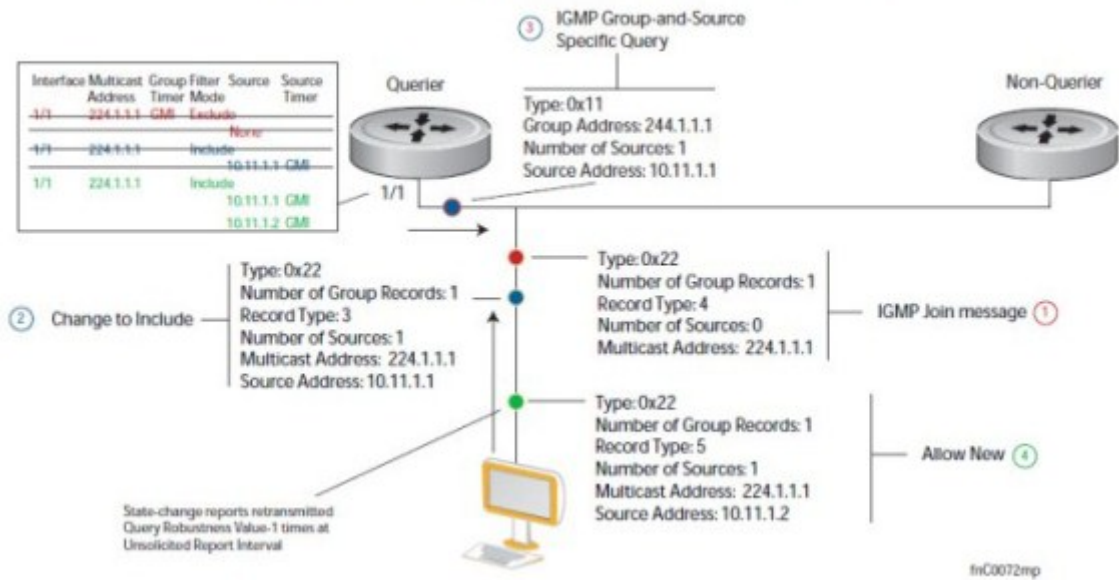 3 IGMP Group-and-Source
Specific Query
Interface Multicast Group Filter Source Source
Address Timer Mode Timer
1/1 224.1.1.1 GMI Exclude
None
1/1 224.1.1.1 Include
10.11.1.1 GMI
1/1 224.1.1.1 Include
10.11.1.1 GMI
10.11.1.2 GMI
Querier
Non-Querier
Type: 0x11
Group Address: 244.1.1.1
Number of Sources: 1
Source Address: 10.11.1.1
1/1
2 Change to Include
Type: 0x22
Number of Group Records: 1
Record Type: 3
Number of Sources: 1
Multicast Address: 224.1.1.1
Source Address: 10.11.1.1
Type: 0x22
Number of Group Records: 1
Record Type: 4
Number of Sources: 0
Multicast Address: 224.1.1.1
IGMP Join message 1
Type: 0x22
Number of Group Records: 1
Record Type: 5
Number of Sources: 1
Multicast Address: 224.1.1.1
Source Address: 10.11.1.2
Allow New 4
State-change reports retransmitted
Query Robustness Value-1 times at
Unsolicited Report Interval
fnC0072mp